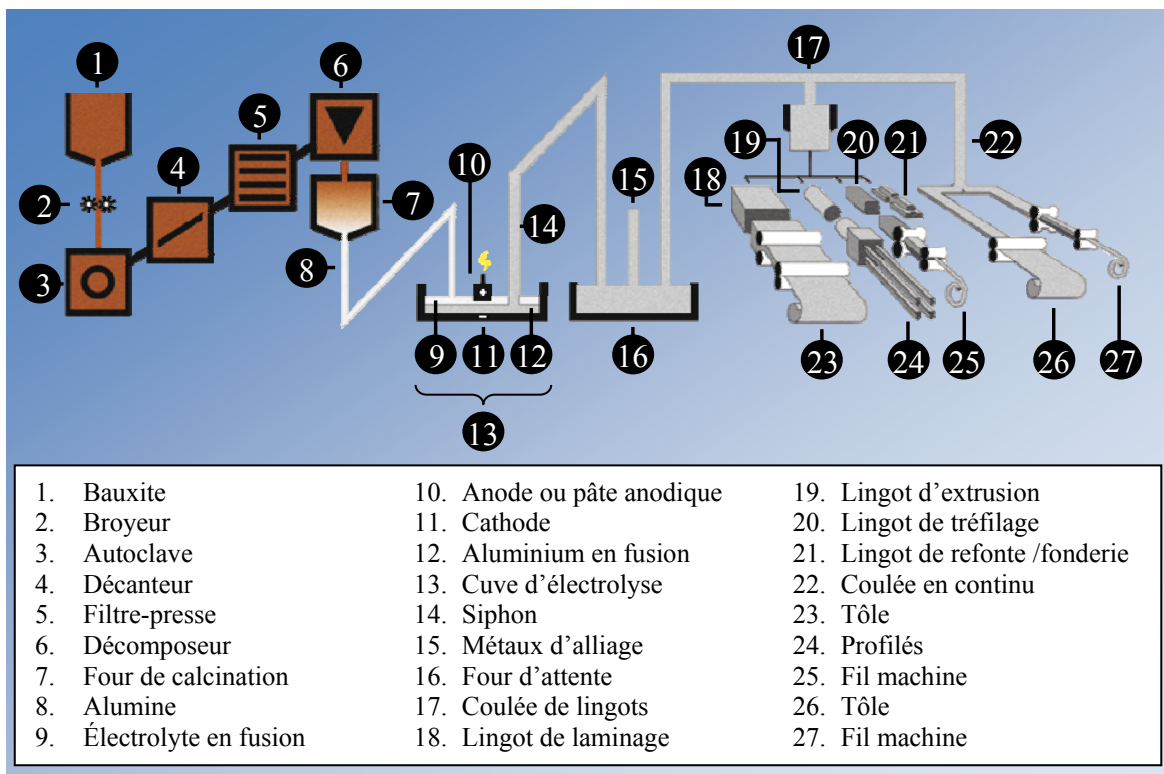 1
6
17
5
4
10
19
20
21
22
15
18
2
7
14
3
8
9
11
12
16
23
24
25
26
27
13
1. Bauxite
2. Broyeur
3. Autoclave
4. Décanteur
5. Filtre-presse
6. Décomposeur
7. Four de calcination
8. Alumine
9. Électrolyte en fusion
10. Anode ou pâte anodique
11. Cathode
12. Aluminium en fusion
13. Cuve d'électrolyse
14. Siphon
15. Métaux d'alliage
16. Four d'attente
17. Coulée de lingots
18. Lingot de laminage
19. Lingot d'extrusion
20. Lingot de tréfilage
21. Lingot de refonte /fonderie
22. Coulée en continu
23. Tôle
24. Profilés
25. Fil machine
26. Tôle
27. Fil machine